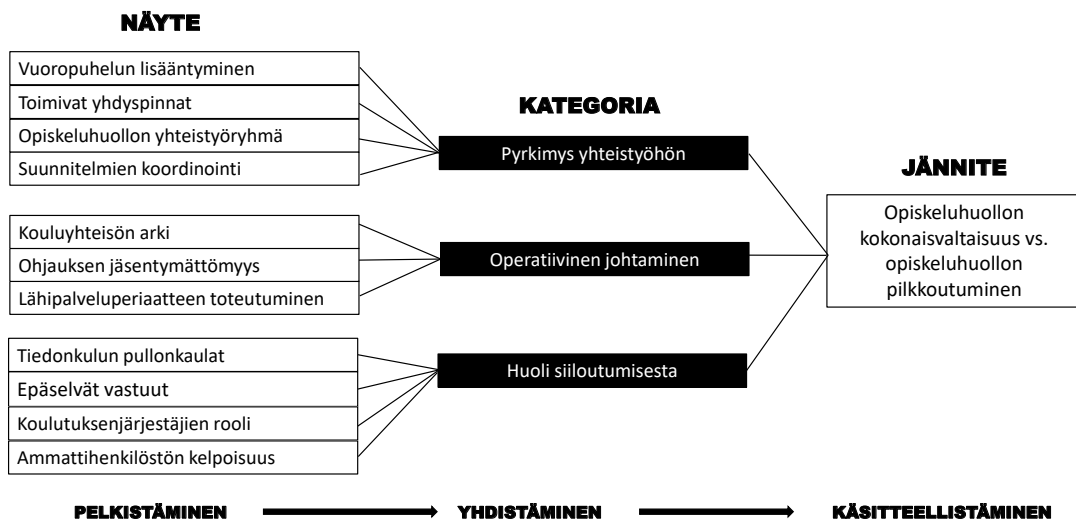 NÄYTE
Vuoropuhelun lisääntyminen
Toimivat yhdyspinnat
Opiskeluhuollon yhteistyöryhmä
Suunnitelmien koordinointi
Kouluyhteisön arki
Ohjauksen jäsentymättömyys
Lähipalveluperiaatteen toteutuminen
Tiedonkulun pullonkaulat
Epäselvät vastuut
Koulutuksenjärjestäjien rooli
Ammattihenkilöstön kelpoisuus
KATEGORIA
Pyrkimys yhteistyöhön
Operatiivinen johtaminen
Huoli siiloutumisesta
JÄNNITE
Opiskeluhuollon
kokonaisvaltaisuus vs.
opiskeluhuollon
pilkkoutuminen
PELKISTÄMINEN
YHDISTÄMINEN
KÄSITTEELLISTÄMINEN